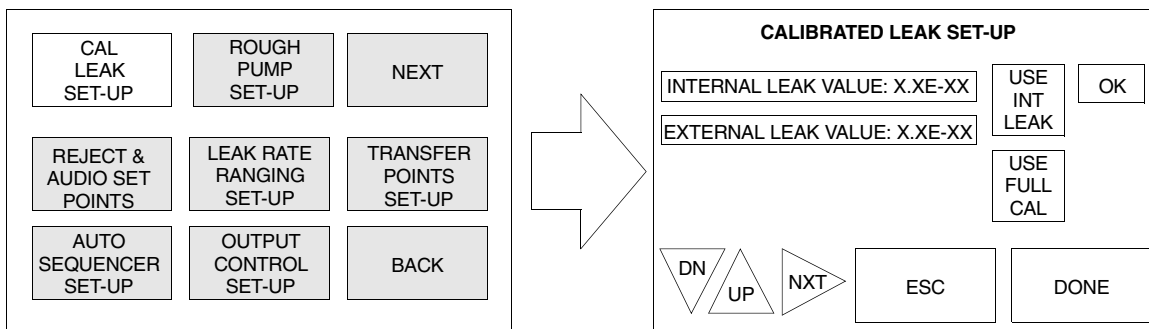 CAL
LEAK
SET-UP
ROUGH
PUMP
SET-UP
NEXT
REJECT &
AUDIO SET
POINTS
LEAK RATE
RANGING
SET-UP
TRANSFER
POINTS
SET-UP
AUTO
SEQUENCER
SET-UP
OUTPUT
CONTROL
SET-UP
BACK
CALIBRATED LEAK SET-UP
INTERNAL LEAK VALUE: X.XE-XX
EXTERNAL LEAK VALUE: X.XE-XX
USE
INT
LEAK
OK
USE
FULL
CAL
DN
UP
NXT
ESC
DONE